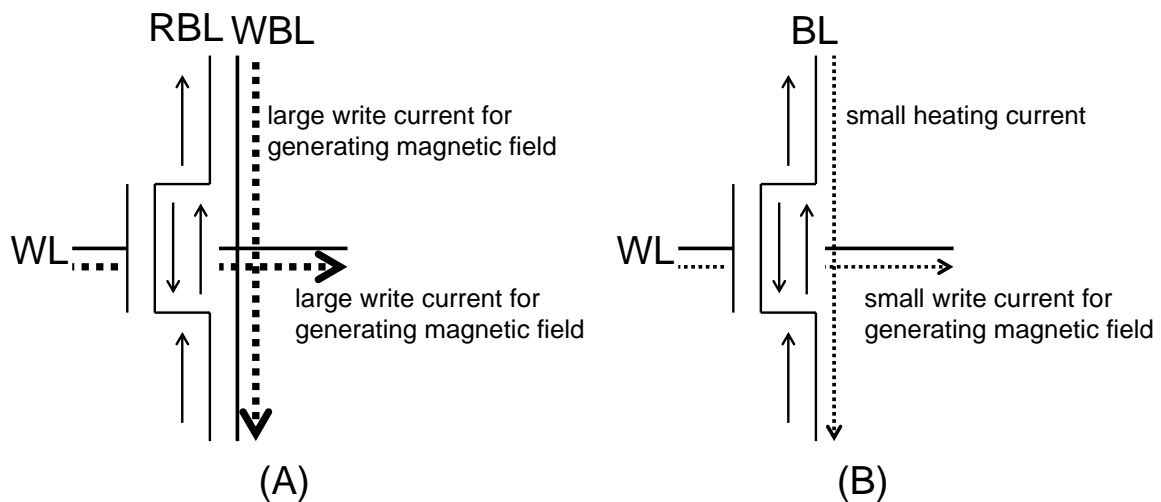 RBL WBL
large write current for
generating magnetic field
WL
large write current for
generating magnetic field
(A)
BL
small heating current
WL
small write current for
generating magnetic field
(B)